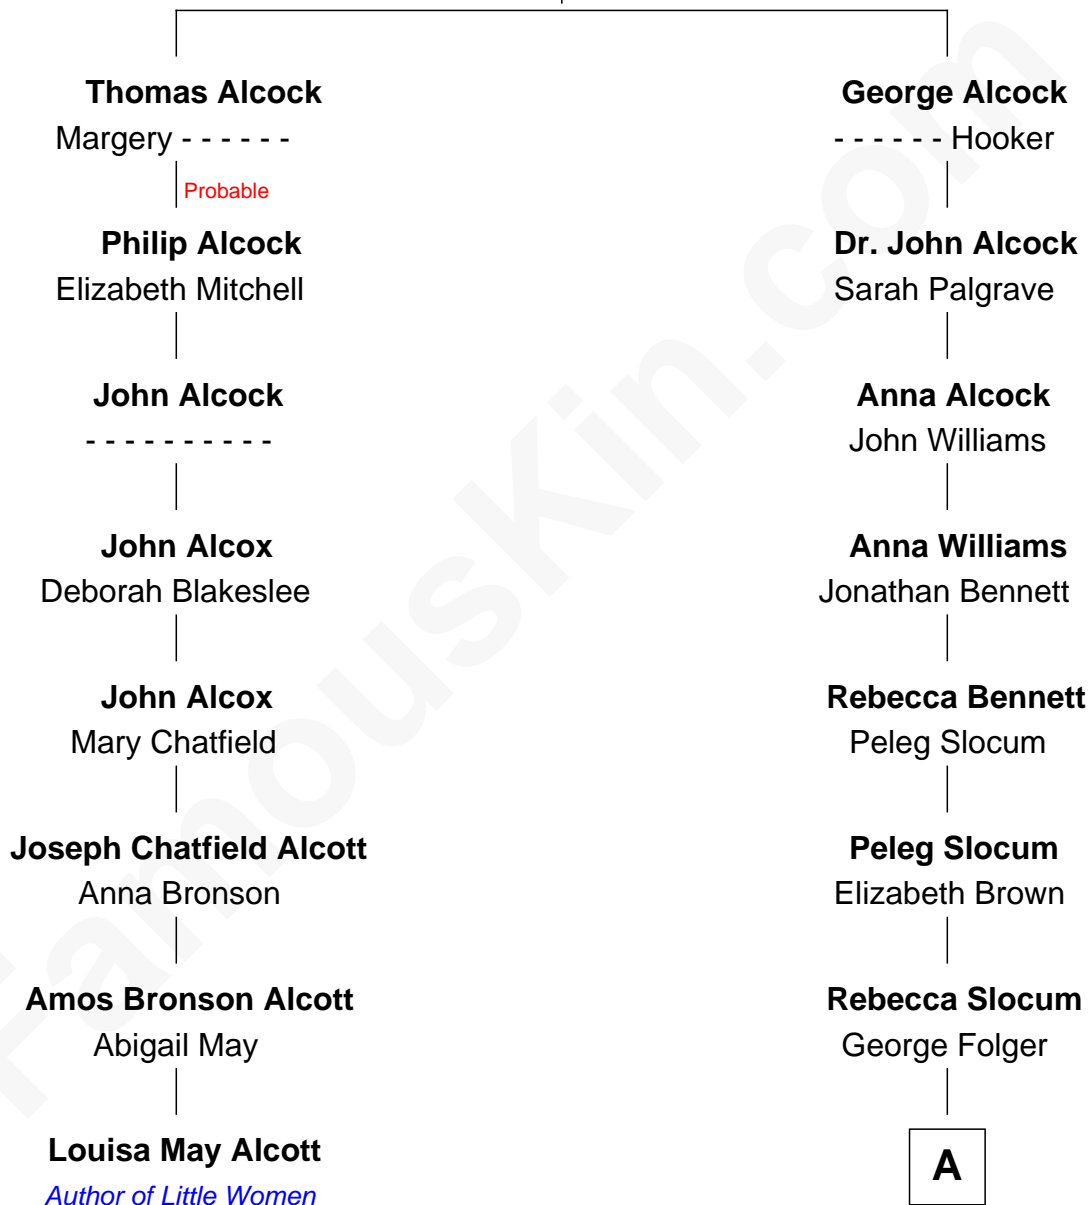 Thomas Alcock
Margery - - - - - -
Probable
Philip Alcock
Elizabeth Mitchell
John Alcock
- - - - - - - - - -
John Alcox
Deborah Blakeslee
John Alcox
Mary Chatfield
Joseph Chatfield Alcott
Anna Bronson
Amos Bronson Alcott
Abigail May
Louisa May Alcott
Author of Little Women
George Alcock
- - - - - - Hooker
Dr. John Alcock
Sarah Palgrave
Anna Alcock
John Williams
Anna Williams
Jonathan Bennett
Rebecca Bennett
Peleg Slocum
Peleg Slocum
Elizabeth Brown
Rebecca Slocum
George Folger
A
FamousKin.com